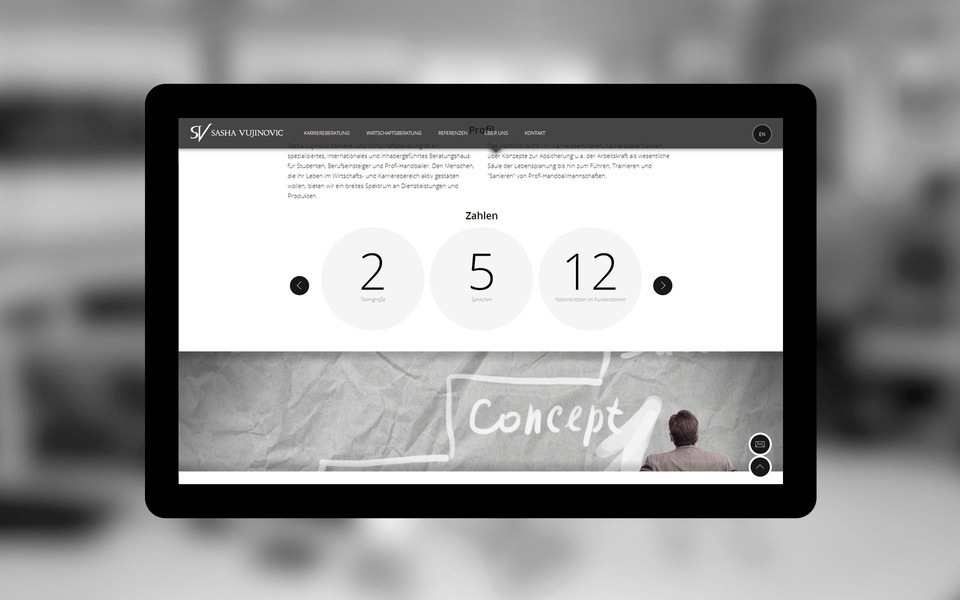 SV SASHA VUJINOVIC
KARRIEREBERATUNG WIRTSCHAFTSBERATUNG REFERENZEN ÜBER UNS KONTAKT
EN
Profil
spezialisiertes, internationales und inhabergeführtes Beratungshaus
für Studenten, Berufseinsteiger und Profi-Handballer. Den Menschen,
die ihr Leben im Wirtschafts- und Karrierebereich aktiv gestalten
wollen, bieten wir ein breites Spektrum an Dienstleistungen und
Produkten.
über Konzepte zur Absicherung u.a. der Arbeitskraft als wesentliche
Säule der Lebensplanung bis hin zum Führen, Trainieren und
"Sanieren" von Profi-Handballmannschaften.
Zahlen
2
Teamgröße
5
Sprachen
12
Nationalitäten im Kundenstamm
Concept